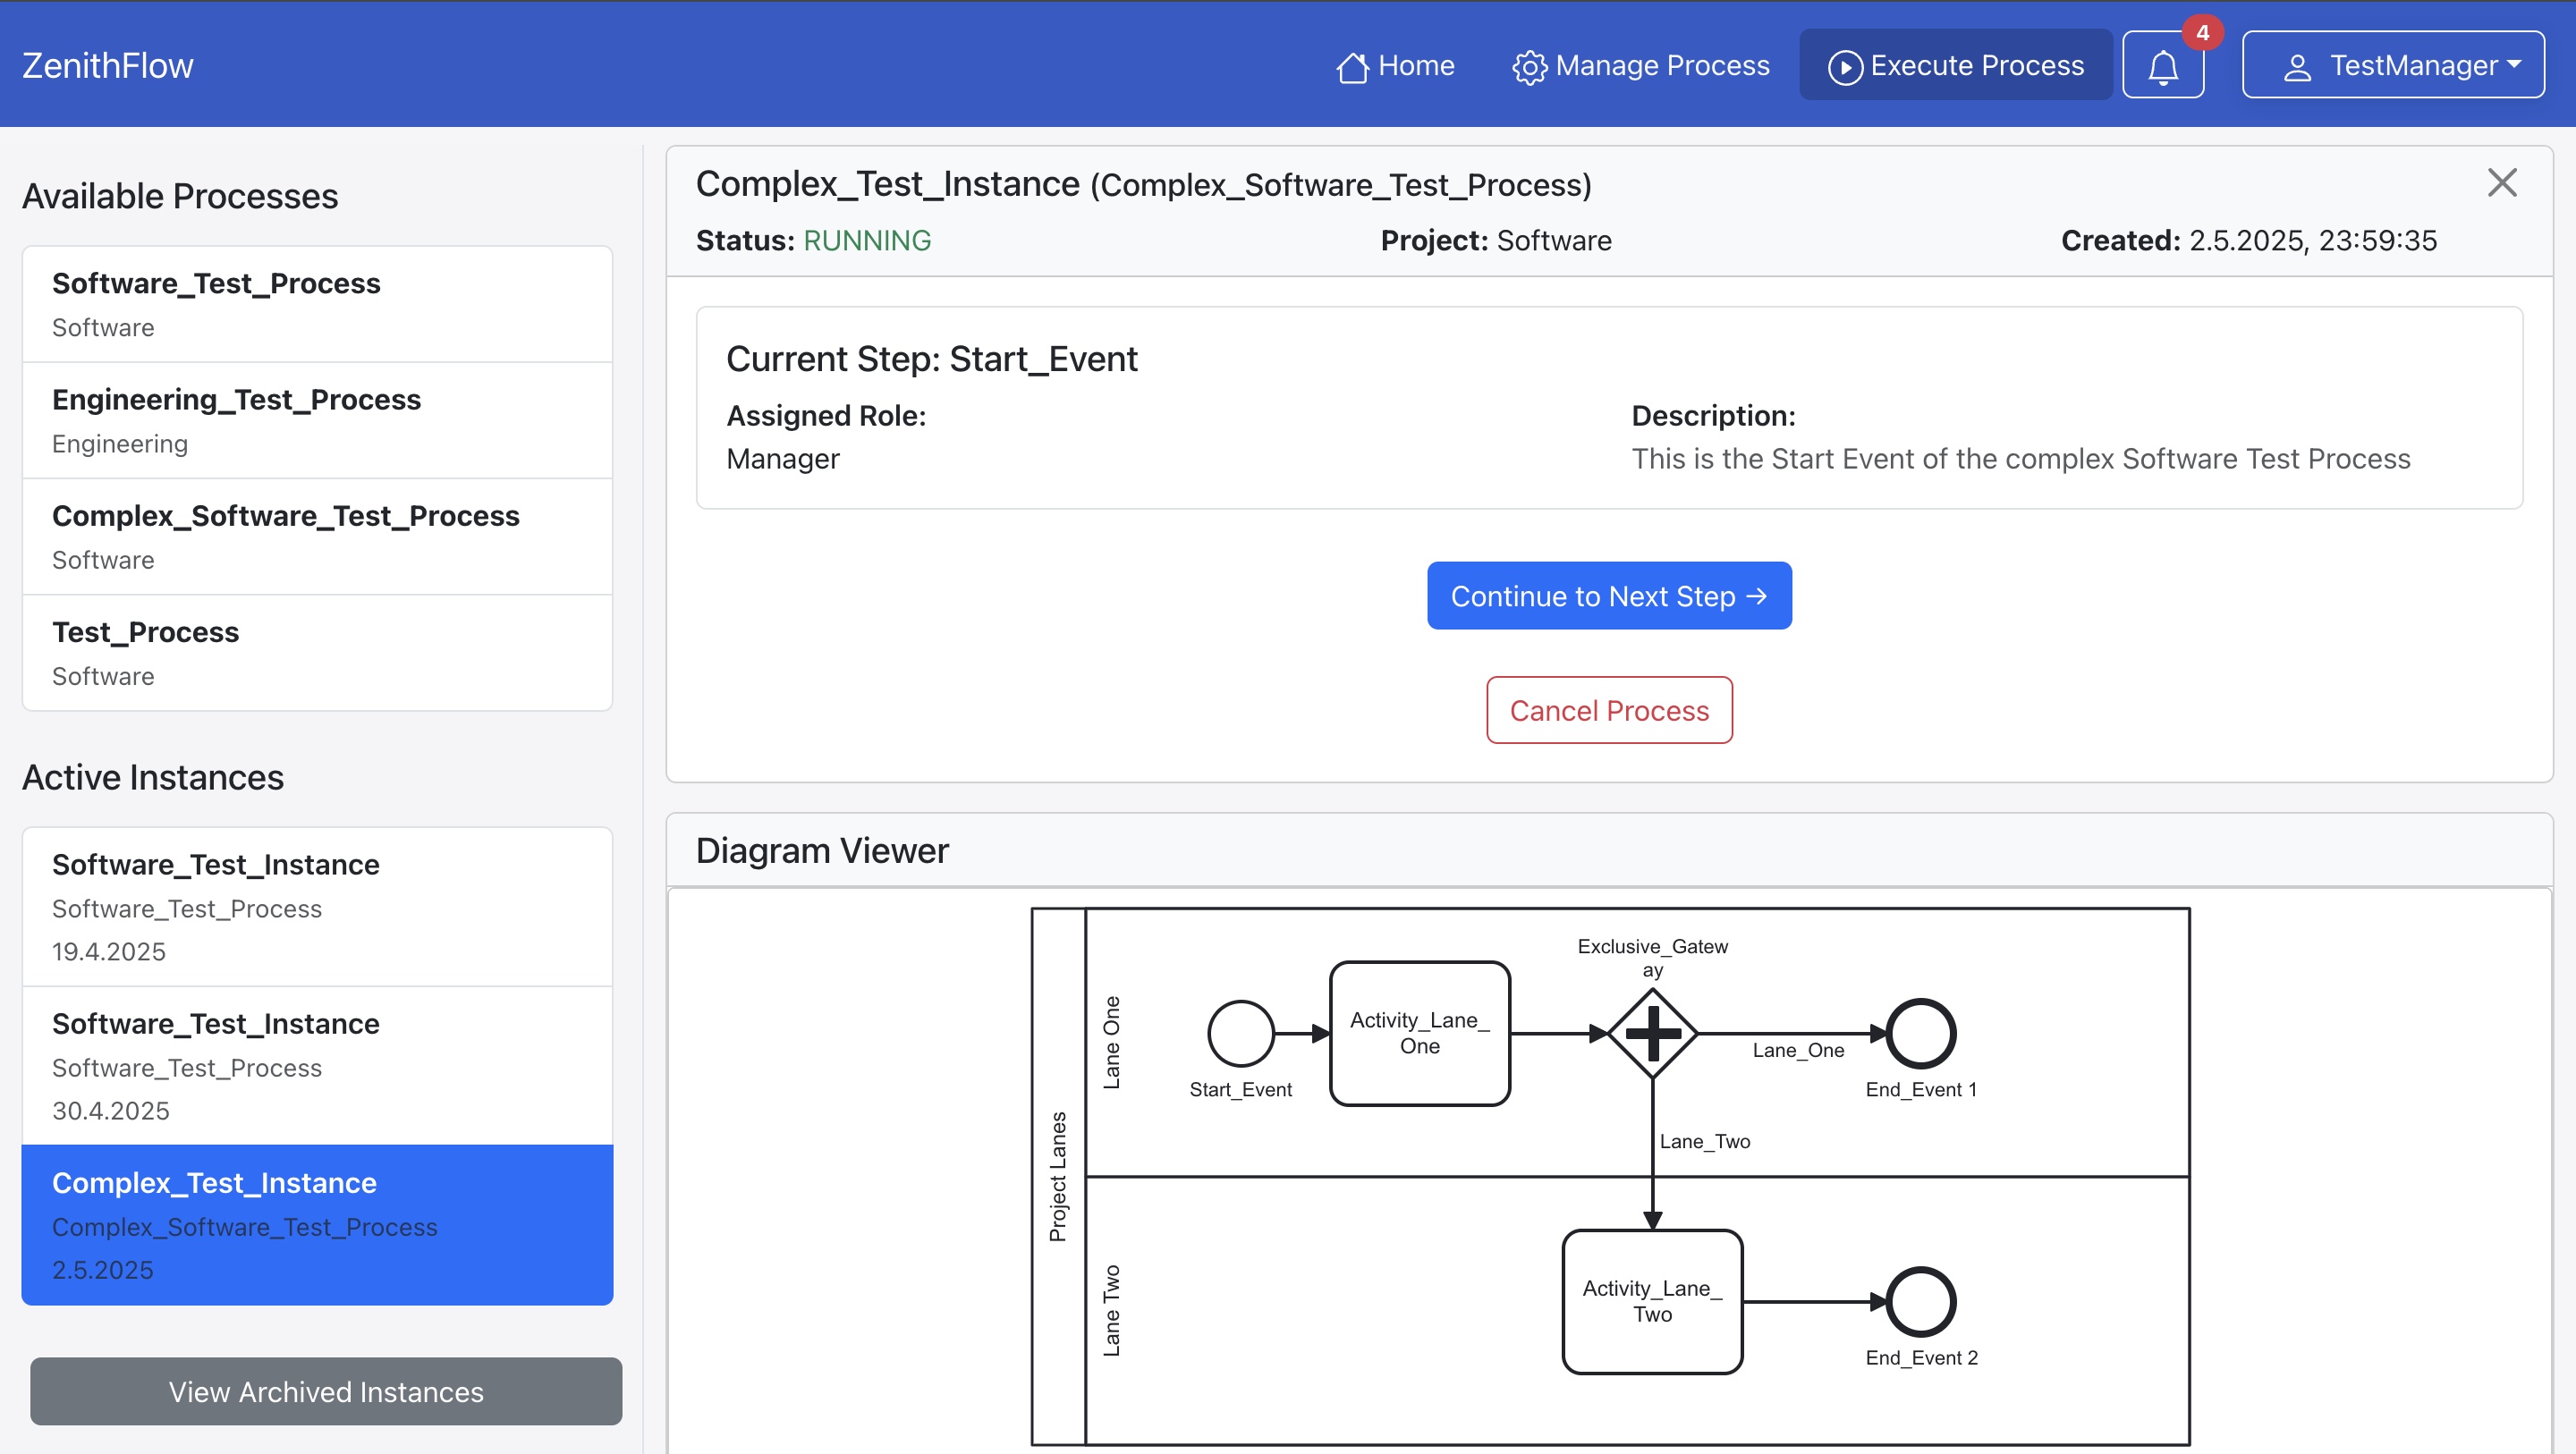 ZenithFlow
Home
Manage Process
Execute Process
4
TestManager
Available Processes
Software_Test_Process
Software
Engineering_Test_Process
Engineering
Complex_Software_Test_Process
Software
Test_Process
Software
Active Instances
Software_Test_Instance
Software_Test_Process
19.4.2025
Software_Test_Instance
Software_Test_Process
30.4.2025
Complex_Test_Instance
Complex_Software_Test_Process
2.5.2025
View Archived Instances
Complex_Test_Instance (Complex_Software_Test_Process)
Status: RUNNING
Project: Software
Created: 2.5.2025, 23:59:35
Current Step: Start_Event
Assigned Role:
Manager
Description:
This is the Start Event of the complex Software Test Process
Continue to Next Step →
Cancel Process
Diagram Viewer
Project Lanes
Lane One
Start_Event
Activity_Lane_
One
Exclusive_Gatew
ay
Lane_One
End_Event 1
Lane_Two
Lane Two
Activity_Lane_
Two
End_Event 2